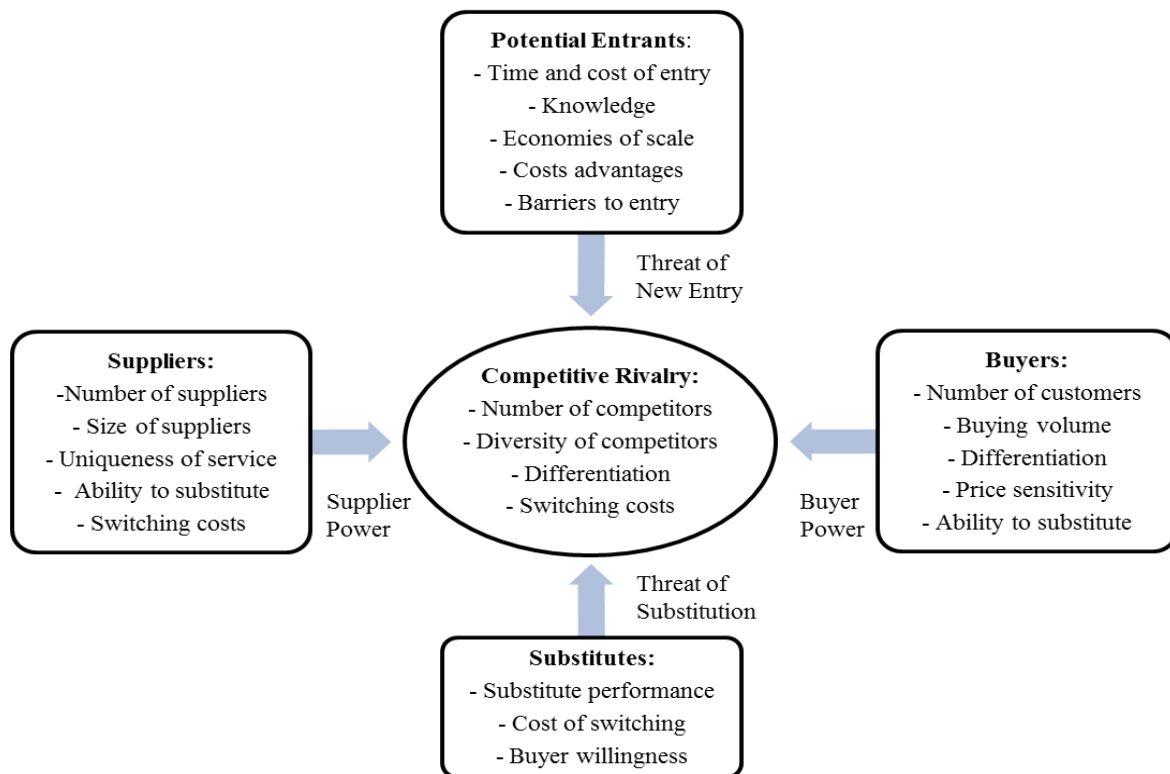 Potential Entrants:
- Time and cost of entry
- Knowledge
- Economies of scale
- Costs advantages
- Barriers to entry
Threat of
New Entry
Suppliers:
-Number of suppliers
- Size of suppliers
- Uniqueness of service
- Ability to substitute
- Switching costs
Supplier
Power
Competitive Rivalry:
- Number of competitors
- Diversity of competitors
- Differentiation
- Switching costs
Buyer
Power
Buyers:
- Number of customers
- Buying volume
- Differentiation
- Price sensitivity
- Ability to substitute
Threat of
Substitution
Substitutes:
- Substitute performance
- Cost of switching
- Buyer willingness